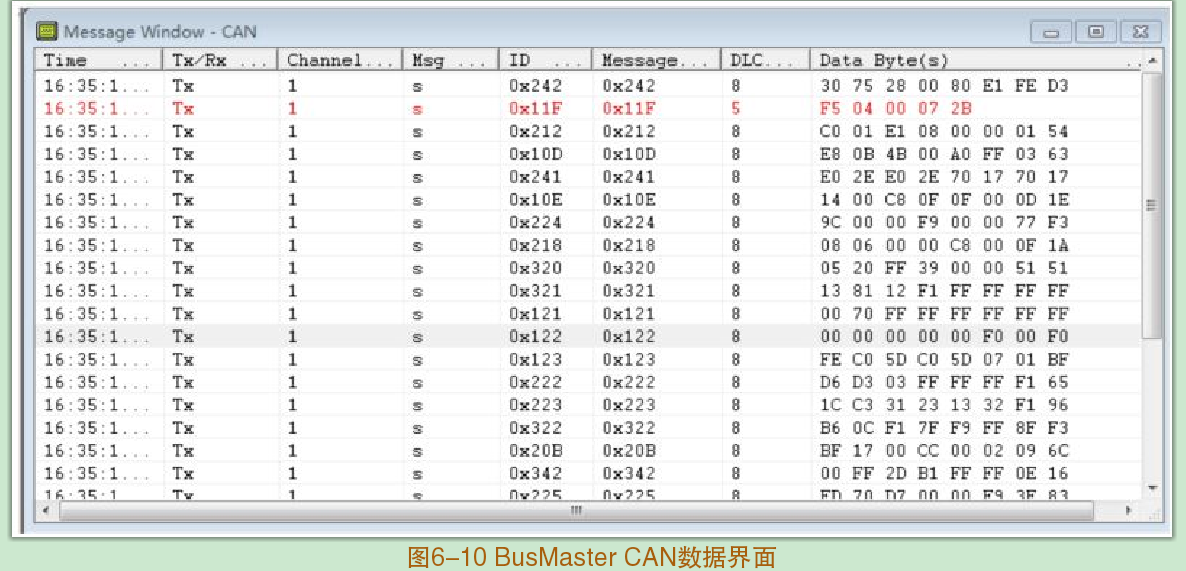 Message Window - CAN
Time ... Tx/Rx ... Channel... Msg ... ID ... Message... DLC... Data Byte(s) ..
16:35:1... Tx 1 s 0x242 0x242 8 30 75 28 00 80 E1 FE D3
16:35:1... Tx 1 s 0x11F 0x11F 5 F5 04 00 07 2B
16:35:1... Tx 1 s 0x212 0x212 8 C0 01 E1 08 00 00 01 54
16:35:1... Tx 1 s 0x10D 0x10D 8 E8 0B 4B 00 A0 FF 03 63
16:35:1... Tx 1 s 0x241 0x241 8 E0 2E E0 2E 70 17 70 17
16:35:1... Tx 1 s 0x10E 0x10E 8 14 00 C8 0F 0F 00 0D 1E
16:35:1... Tx 1 s 0x224 0x224 8 9C 00 00 F9 00 00 77 F3
16:35:1... Tx 1 s 0x218 0x218 8 08 06 00 00 C8 00 0F 1A
16:35:1... Tx 1 s 0x320 0x320 8 05 20 FF 39 00 00 51 51
16:35:1... Tx 1 s 0x321 0x321 8 13 81 12 F1 FF FF FF FF
16:35:1... Tx 1 s 0x121 0x121 8 00 70 FF FF FF FF FF FF
16:35:1... Tx 1 s 0x122 0x122 8 00 00 00 00 00 F0 00 F0
16:35:1... Tx 1 s 0x123 0x123 8 FE C0 5D C0 5D 07 01 BF
16:35:1... Tx 1 s 0x222 0x222 8 D6 D3 03 FF FF FF F1 65
16:35:1... Tx 1 s 0x223 0x223 8 1C C3 31 23 13 32 F1 96
16:35:1... Tx 1 s 0x322 0x322 8 B6 0C F1 7F F9 FF 8F F3
16:35:1... Tx 1 s 0x20B 0x20B 8 BF 17 00 CC 00 02 09 6C
16:35:1... Tx 1 s 0x342 0x342 8 00 FF 2D B1 FF FF 0E 16
16:35:1 Tx 1 s 0x225 0x225 8 FD 70 D7 00 00 F9 3F 83
图6-10 BusMaster CAN数据界面